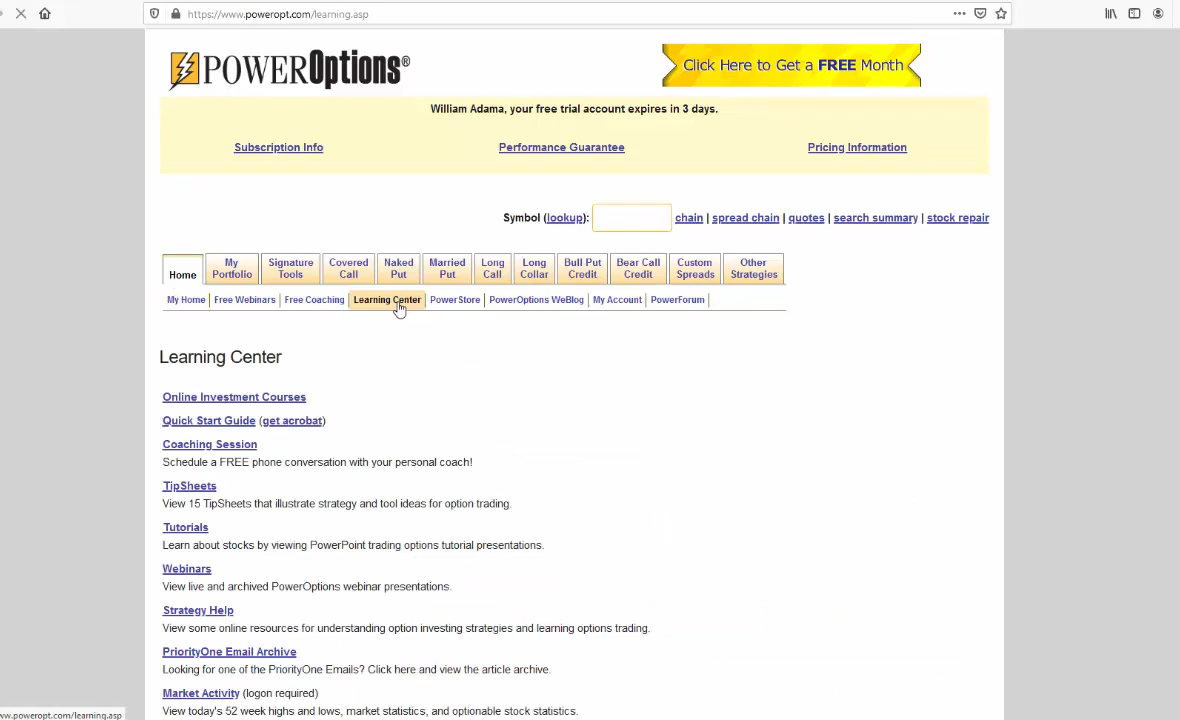 https://www.poweropt.com/learning.asp
POWEROptions®
Click Here to Get a FREE Month
William Adama, your free trial account expires in 3 days.
Subscription Info Performance Guarantee Pricing Information
Symbol (lookup): chain | spread chain | quotes | search summary | stock repair
Home My Portfolio Signature Tools Covered Call Naked Put Married Put Long Call Long Collar Bull Put Credit Bear Call Credit Custom Spreads Other Strategies
My Home | Free Webinars | Free Coaching | Learning Center | PowerStore | PowerOptions WeBlog | My Account | PowerForum |
Learning Center
Online Investment Courses
Quick Start Guide (get acrobat)
Coaching Session
Schedule a FREE phone conversation with your personal coach!
TipSheets
View 15 TipSheets that illustrate strategy and tool ideas for option trading.
Tutorials
Learn about stocks by viewing PowerPoint trading options tutorial presentations.
Webinars
View live and archived PowerOptions webinar presentations.
Strategy Help
View some online resources for understanding option investing strategies and learning options trading.
PriorityOne Email Archive
Looking for one of the PriorityOne Emails? Click here and view the article archive.
Market Activity (logon required)
View today's 52 week highs and lows, market statistics, and optionable stock statistics.
www.poweropt.com/learning.asp